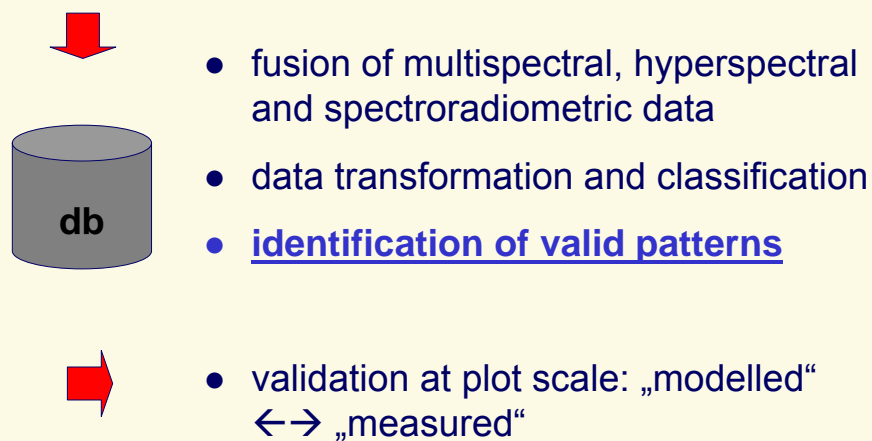 ● fusion of multispectral, hyperspectral
and spectroradiometric data
● data transformation and classification
db
● identification of valid patterns
● validation at plot scale: „modelled“
←→ „measured“